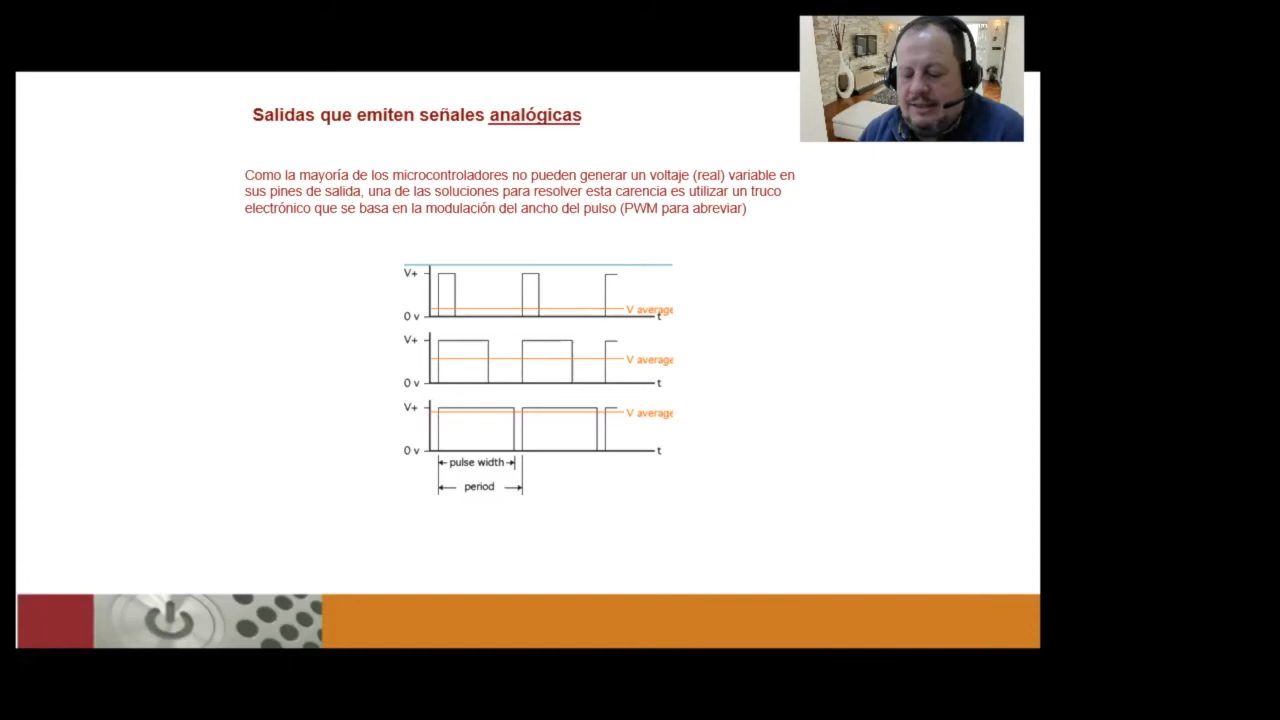 Salidas que emiten señales analógicas
Como la mayoría de los microcontroladores no pueden generar un voltaje (real) variable en
sus pines de salida, una de las soluciones para resolver esta carencia es utilizar un truco
electrónico que se basa en la modulación del ancho del pulso (PWM para abreviar)
V+
V average
0 v
t
V+
V average
0 v
t
V+
V average
0 v
t
pulse width
period